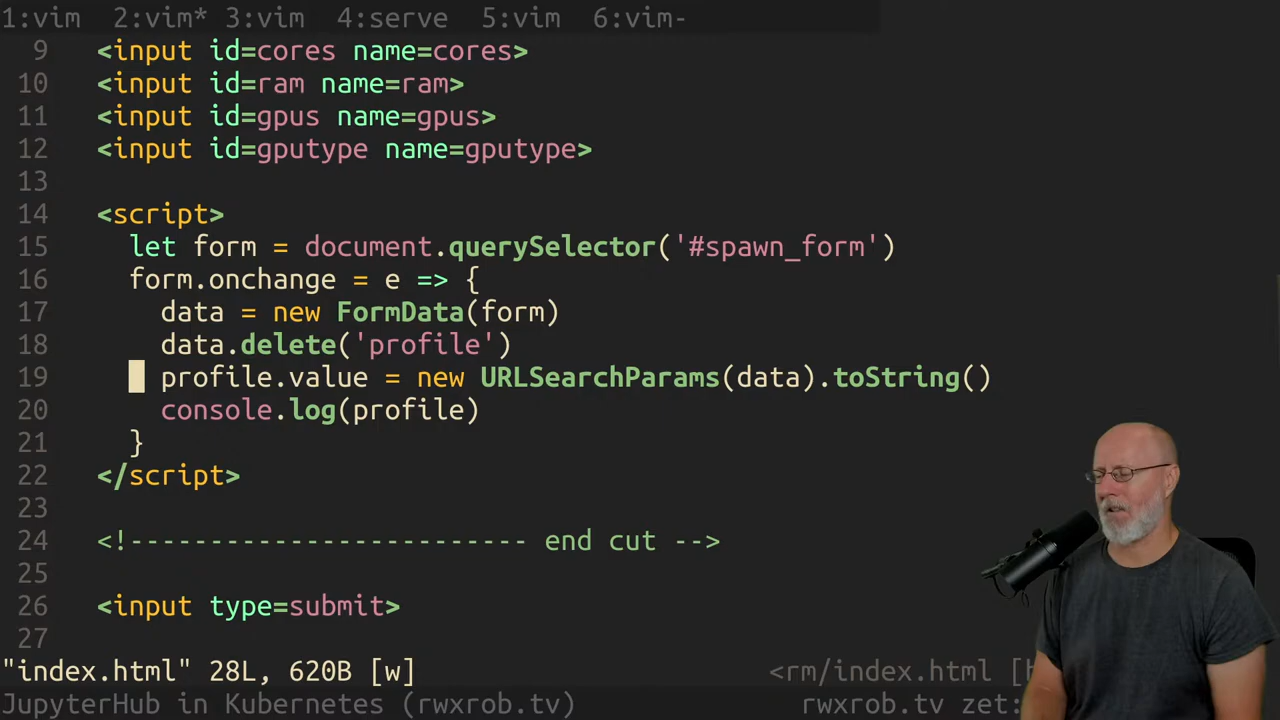 1:vim 2:vim* 3:vim 4:serve 5:vim 6:vim-
9 <input id=cores name=cores>
10 <input id=ram name=ram>
11 <input id=gpus name=gpus>
12 <input id=gputype name=gputype>
13
14 <script>
15 let form = document.querySelector('#spawn_form')
16 form.onchange = e => {
17 data = new FormData(form)
18 data.delete('profile')
19 profile.value = new URLSearchParams(data).toString()
20 console.log(profile)
21 }
22 </script>
23
24 <!------------------------- end cut -->
25
26 <input type=submit>
27
"index.html" 28L, 620B [w] <rm/index.html [h
JupyterHub in Kubernetes (rwxrob.tv) rwxrob.tv zet: